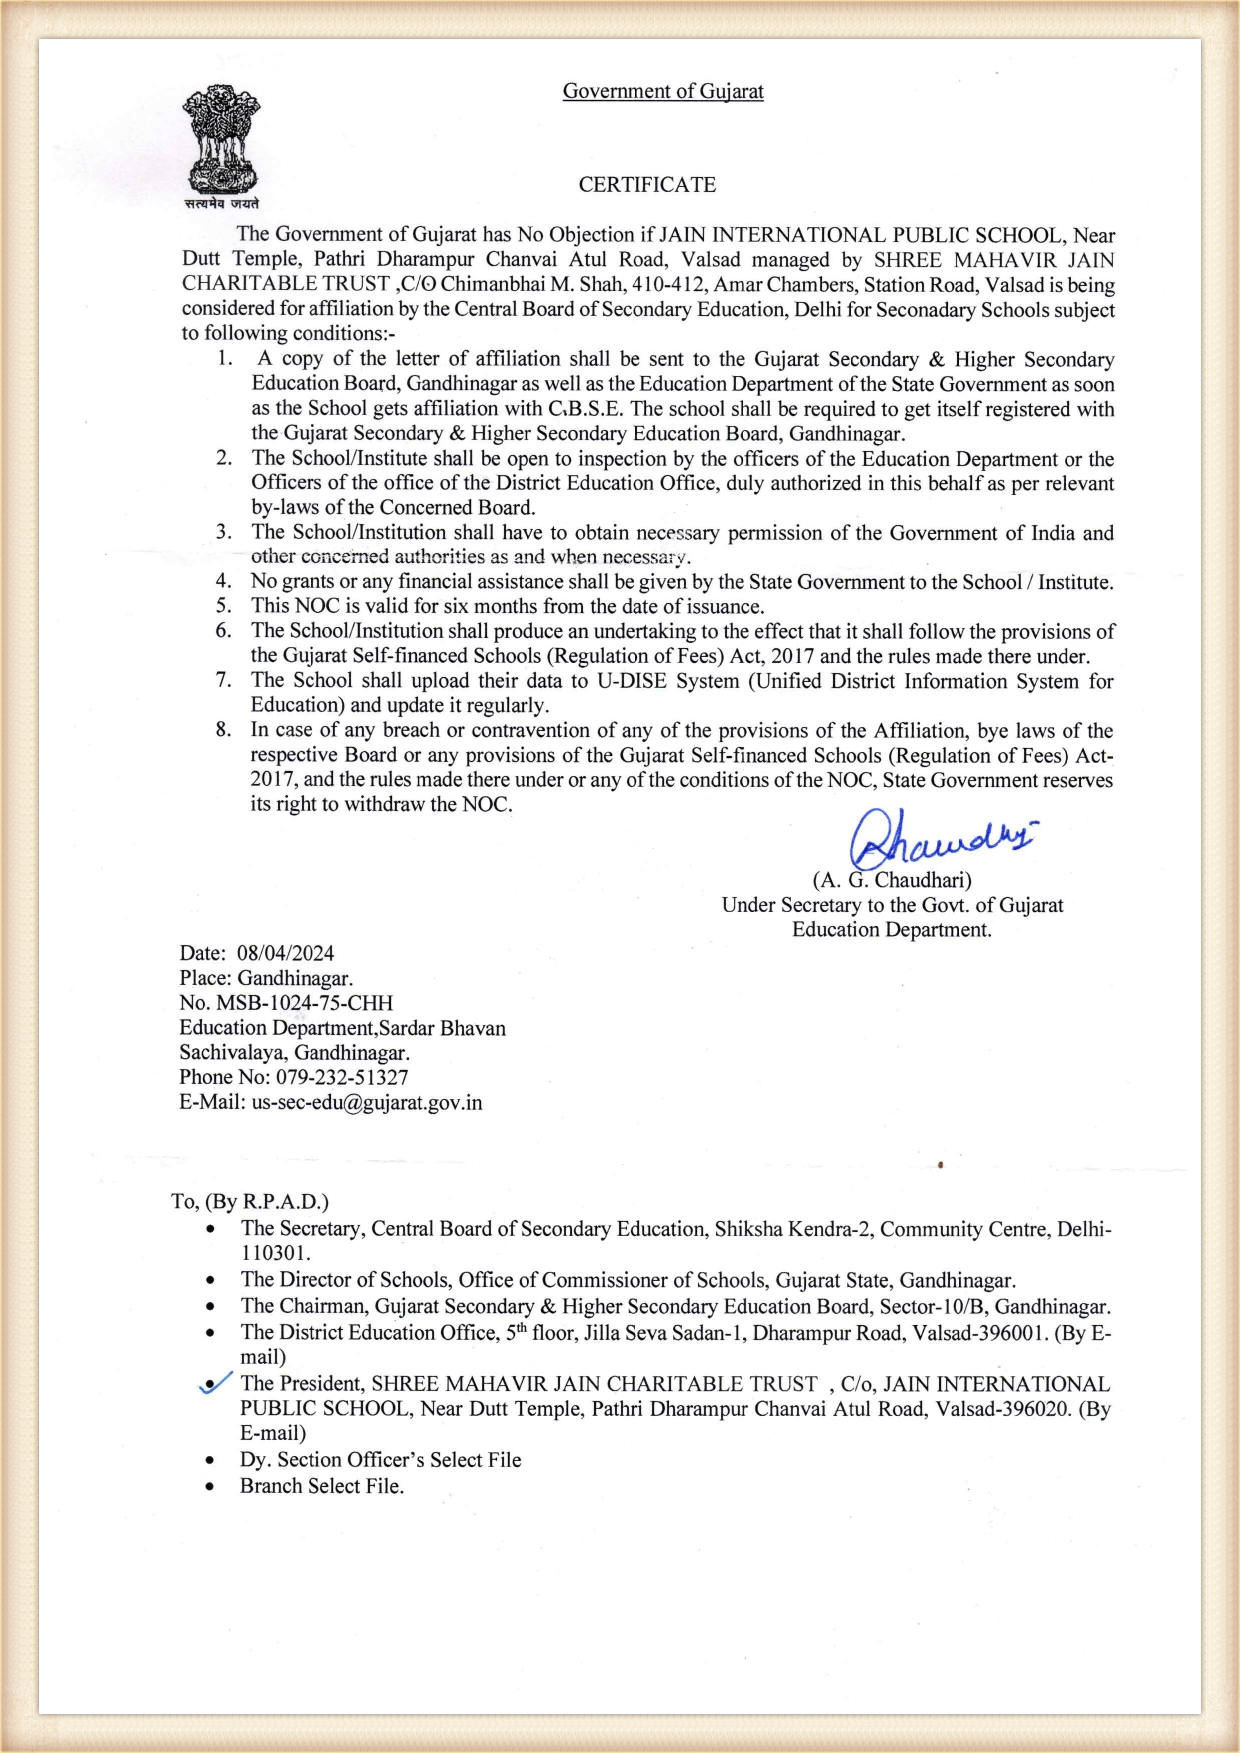 Government of Gujarat
सत्यमेव जयते
CERTIFICATE
The Government of Gujarat has No Objection if JAIN INTERNATIONAL PUBLIC SCHOOL, Near
Dutt Temple, Pathri Dharampur Chanvai Atul Road, Valsad managed by SHREE MAHAVIR JAIN
CHARITABLE TRUST ,C/O Chimanbhai M. Shah, 410-412, Amar Chambers, Station Road, Valsad is being
considered for affiliation by the Central Board of Secondary Education, Delhi for Seconadary Schools subject
to following conditions:-
1. A copy of the letter of affiliation shall be sent to the Gujarat Secondary & Higher Secondary
Education Board, Gandhinagar as well as the Education Department of the State Government as soon
as the School gets affiliation with C.B.S.E. The school shall be required to get itself registered with
the Gujarat Secondary & Higher Secondary Education Board, Gandhinagar.
2. The School/Institute shall be open to inspection by the officers of the Education Department or the
Officers of the office of the District Education Office, duly authorized in this behalf as per relevant
by-laws of the Concerned Board.
3. The School/Institution shall have to obtain necessary permission of the Government of India and
other concerned authorities as and when necessary.
4. No grants or any financial assistance shall be given by the State Government to the School / Institute.
5. This NOC is valid for six months from the date of issuance.
6. The School/Institution shall produce an undertaking to the effect that it shall follow the provisions of
the Gujarat Self-financed Schools (Regulation of Fees) Act, 2017 and the rules made there under.
7. The School shall upload their data to U-DISE System (Unified District Information System for
Education) and update it regularly.
8. In case of any breach or contravention of any of the provisions of the Affiliation, bye laws of the
respective Board or any provisions of the Gujarat Self-financed Schools (Regulation of Fees) Act-
2017, and the rules made there under or any of the conditions of the NOC, State Government reserves
its right to withdraw the NOC.
(A. G. Chaudhari)
Under Secretary to the Govt. of Gujarat
Education Department.
Date: 08/04/2024
Place: Gandhinagar.
No. MSB-1024-75-CHH
Education Department,Sardar Bhavan
Sachivalaya, Gandhinagar.
Phone No: 079-232-51327
E-Mail: us-sec-edu@gujarat.gov.in
To, (By R.P.A.D.)
• The Secretary, Central Board of Secondary Education, Shiksha Kendra-2, Community Centre, Delhi-
110301.
• The Director of Schools, Office of Commissioner of Schools, Gujarat State, Gandhinagar.
• The Chairman, Gujarat Secondary & Higher Secondary Education Board, Sector-10/B, Gandhinagar.
• The District Education Office, 5th floor, Jilla Seva Sadan-1, Dharampur Road, Valsad-396001. (By E-
mail)
• The President, SHREE MAHAVIR JAIN CHARITABLE TRUST , C/o, JAIN INTERNATIONAL
PUBLIC SCHOOL, Near Dutt Temple, Pathri Dharampur Chanvai Atul Road, Valsad-396020. (By
E-mail)
• Dy. Section Officer's Select File
• Branch Select File.